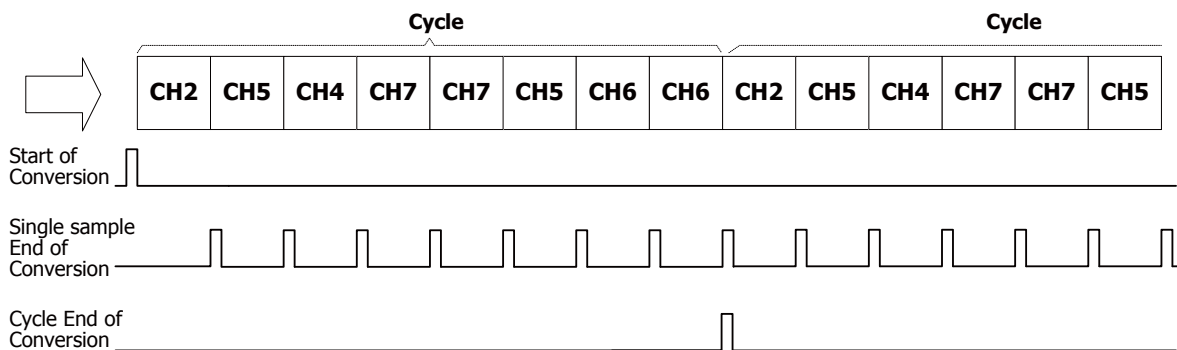 Cycle Cycle
CH2 CH5 CH4 CH7 CH7 CH5 CH6 CH6 CH2 CH5 CH4 CH7 CH7 CH5
Start of
Conversion
Single sample
End of
Conversion
Cycle End of
Conversion